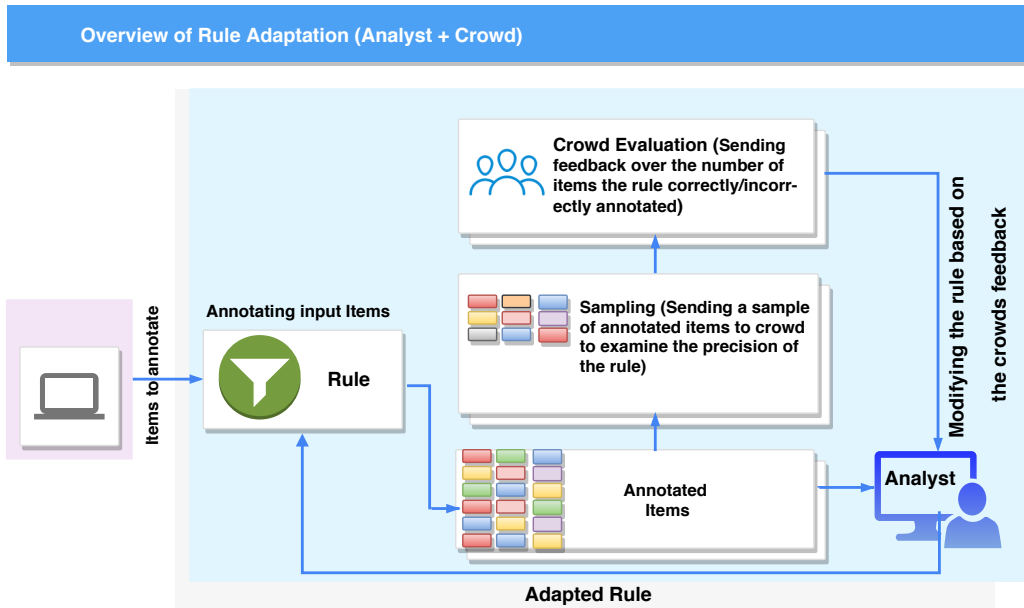 Overview of Rule Adaptation (Analyst + Crowd)
Crowd Evaluation (Sending
feedback over the number of
items the rule correctly/incorr-
ectly annotated)
Modifying the rule based on
the crowds feedback
Sampling (Sending a sample
of annotated items to crowd
to examine the precision of
the rule)
Annotating input Items
Items to annotate
Rule
Annotated
Items
Analyst
Adapted Rule